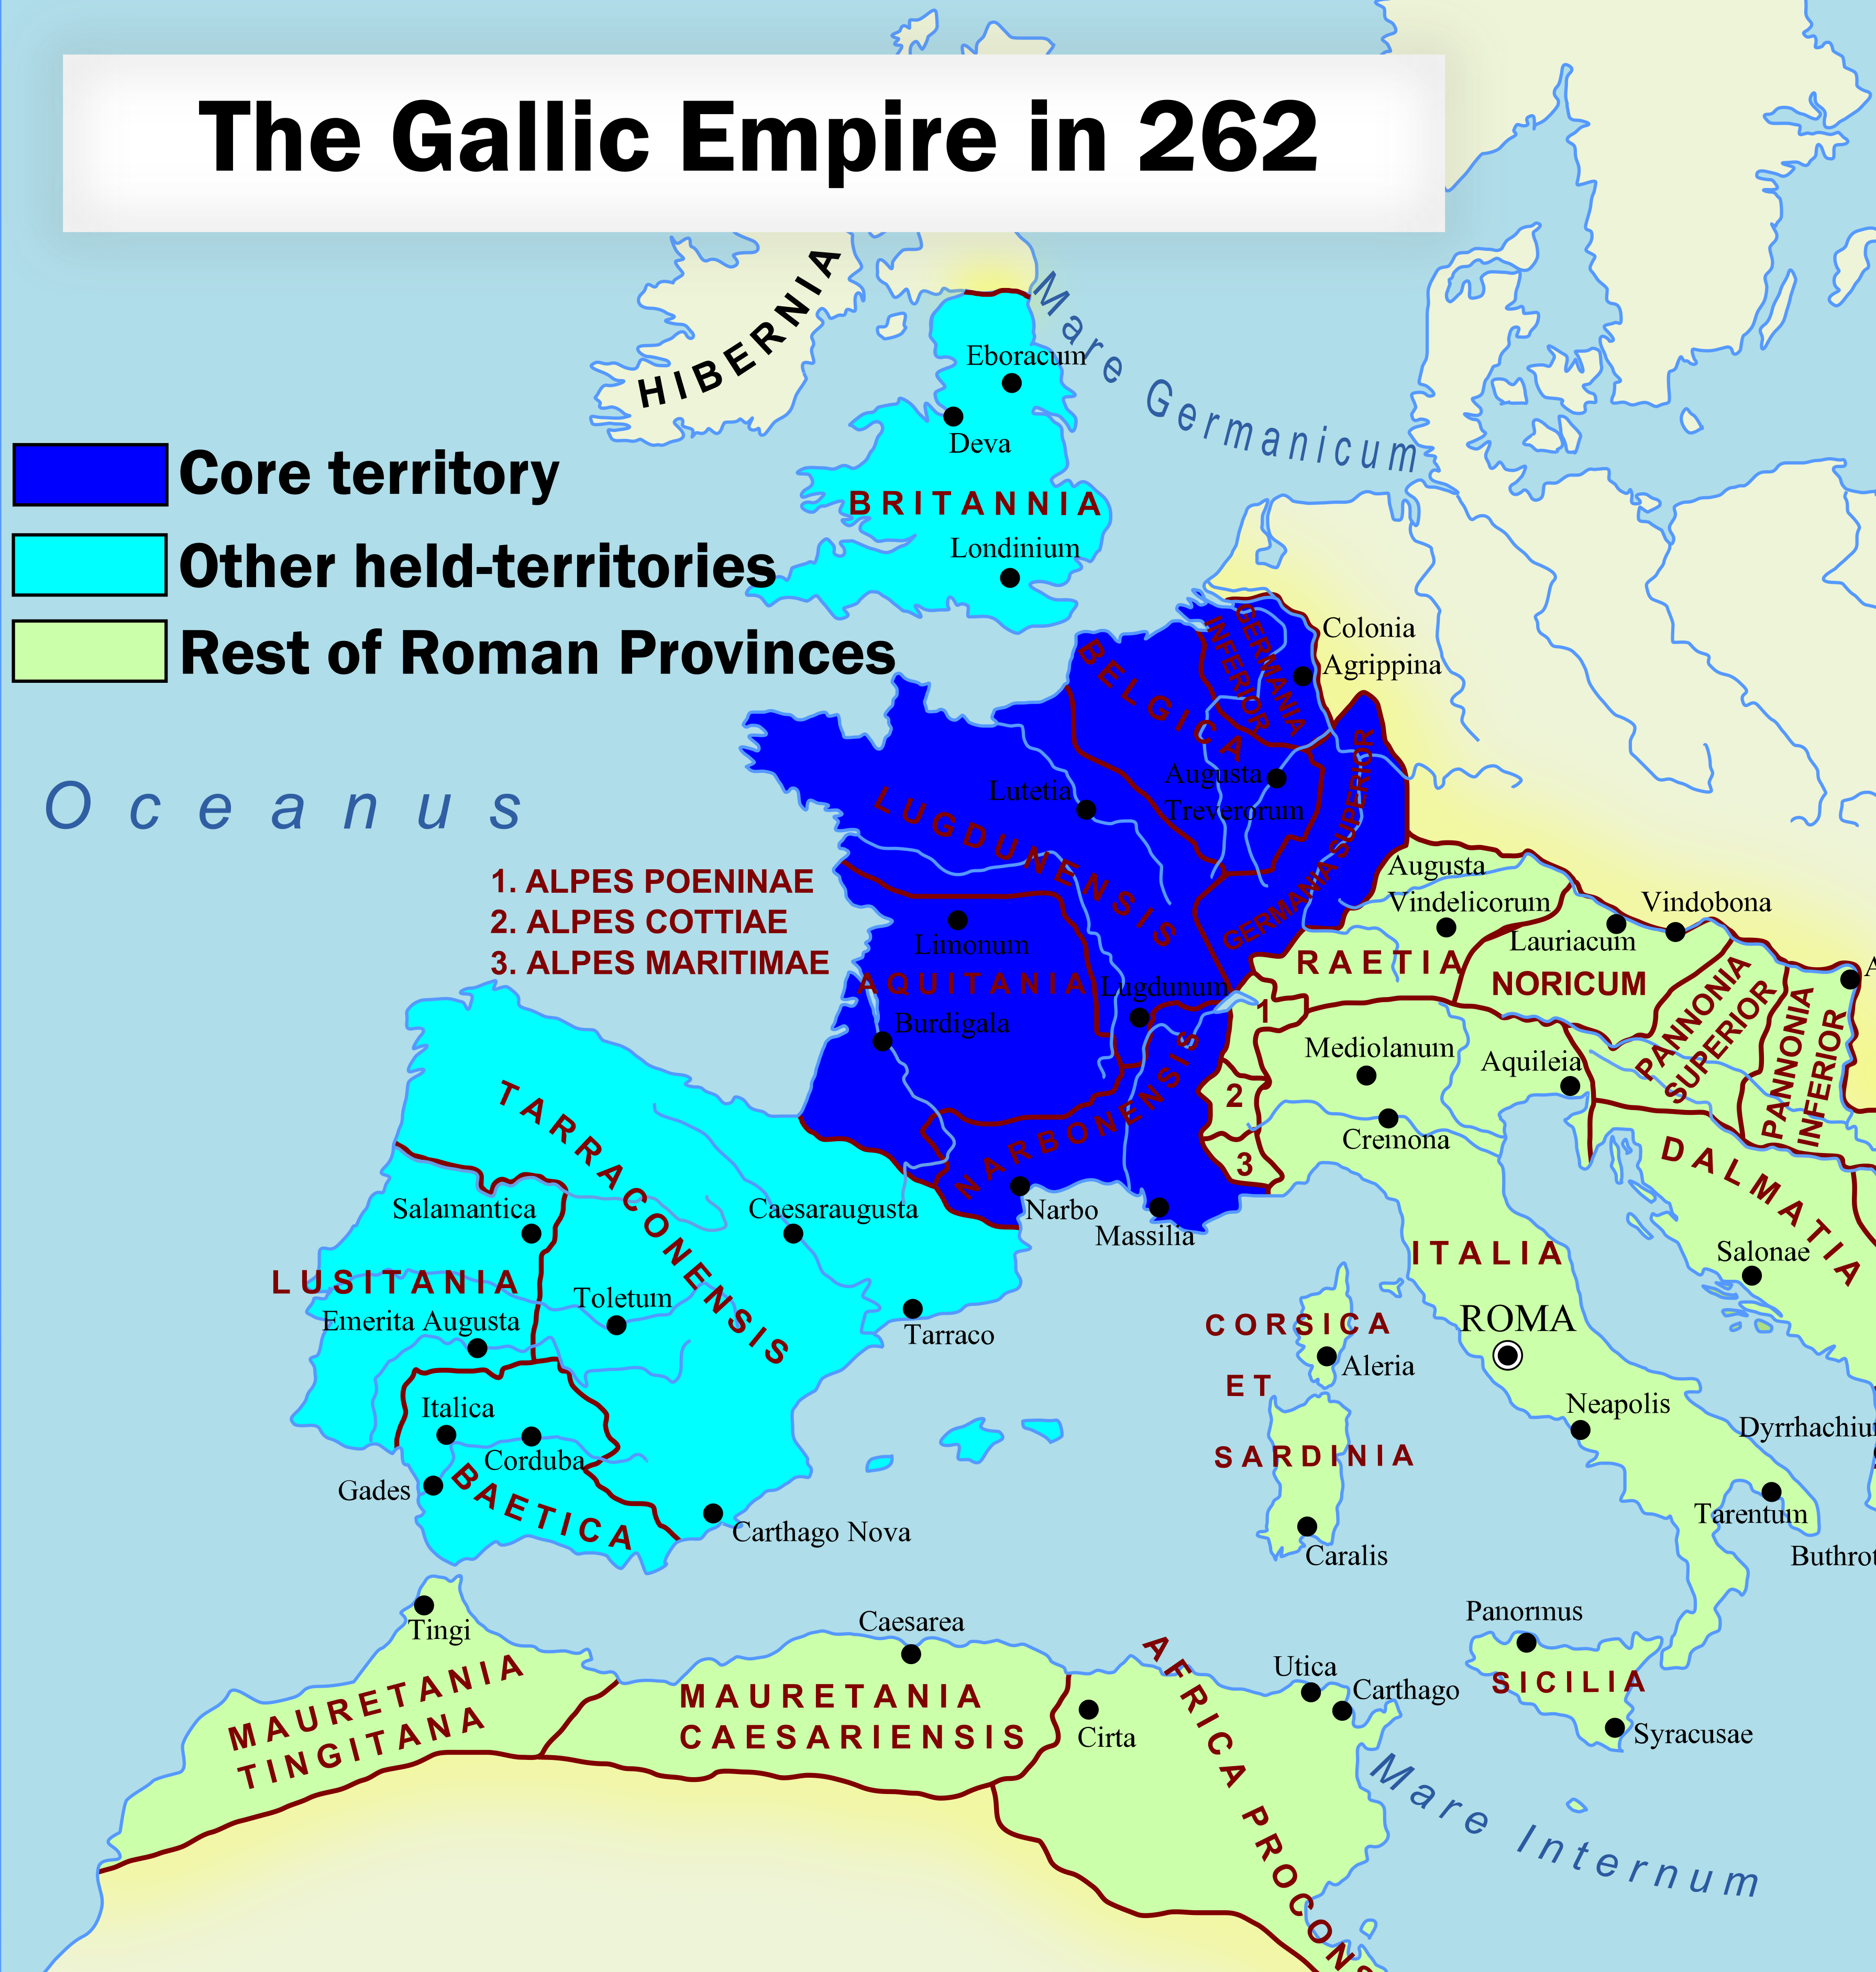 The Gallic Empire in 262
HIBERNIA
Mare Germanicum
Eboracum
Deva
BRITANNIA
Londinium
Core territory
Other held-territories
Rest of Roman Provinces
Oceanus
1. ALPES POENINAE
2. ALPES COTTIAE
3. ALPES MARITIMAE
GERMANIA
INFERIOR
Colonia
Agrippina
BELGICA
Augusta
Treverorum
GERMANIA SUPERIOR
Lutetia
LUGDUNENSIS
Limonum
AQUITANIA
Lugdunum
Burdigala
NARBONENSIS
Narbo
Massilia
1
2
3
Augusta
Vindelicorum
RAETIA
Lauriacum
Vindobona
NORICUM
PANNONIA
SUPERIOR
PANNONIA
INFERIOR
A
Mediolanum
Aquileia
Cremona
DALMATIA
Salonae
ITALIA
ROMA
Neapolis
Tarentum
Dyrrhachiu
Buthrot
CORSICA
Aleria
ET
SARDINIA
Caralis
Panormus
SICILIA
Syracusae
TARRACONENSIS
Salamantica
Caesaraugusta
LUSITANIA
Toletum
Emerita Augusta
Tarraco
Italica
Corduba
Gades
BAETICA
Carthago Nova
Tingi
MAURETANIA
TINGITANA
Caesarea
MAURETANIA
CAESARIENSIS
Cirta
Utica
Carthago
AFRICA PROCONS
Mare Internum